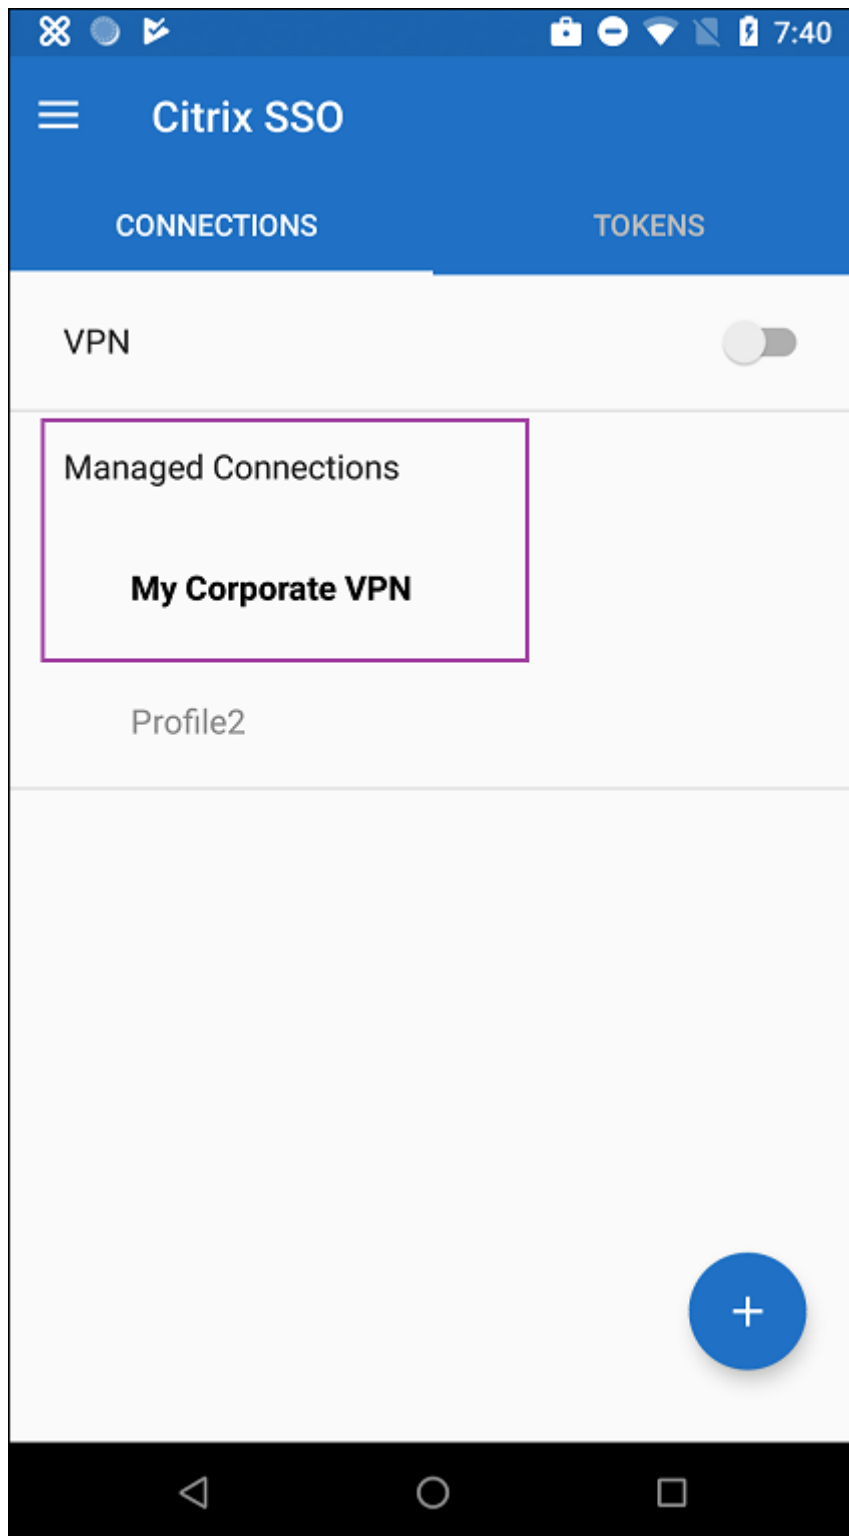 7:40
Citrix SSO
CONNECTIONS TOKENS
VPN
Managed Connections
My Corporate VPN
Profile2